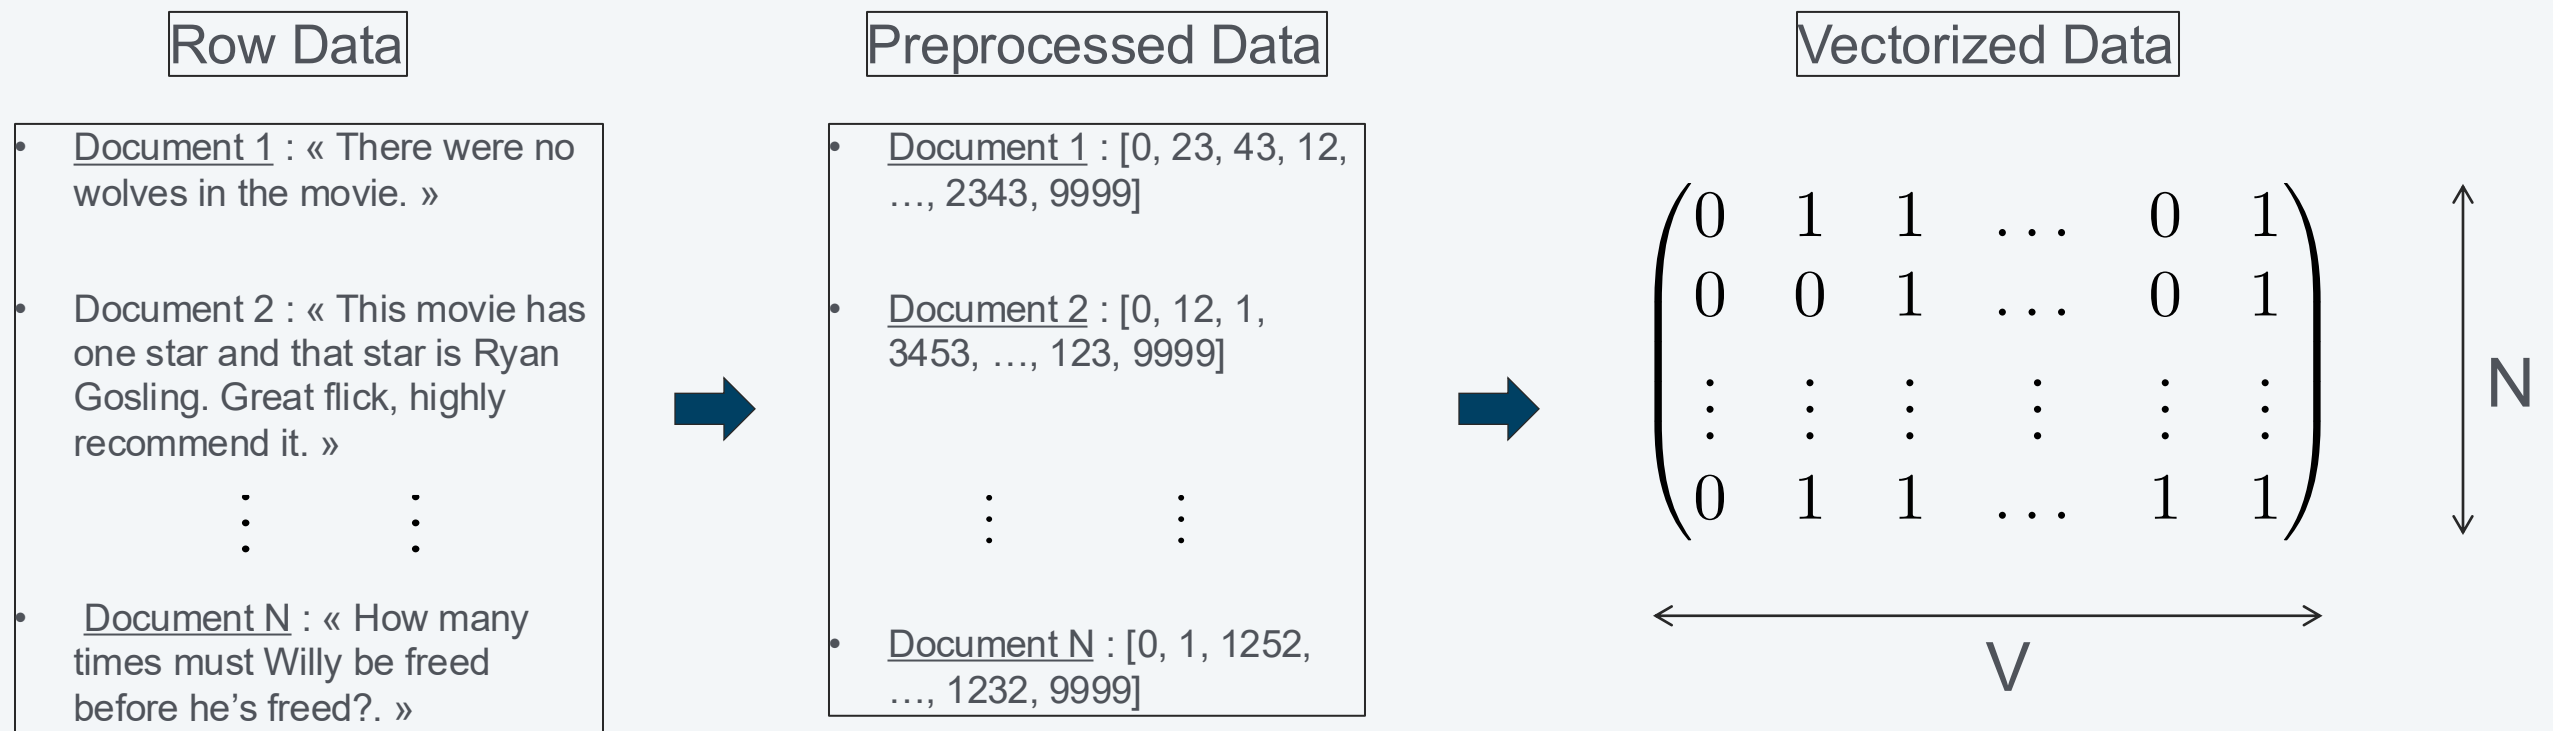 Row Data
• Document 1 : « There were no
wolves in the movie. »
• Document 2 : « This movie has
one star and that star is Ryan
Gosling. Great flick, highly
recommend it. »
⋮ ⋮
• Document N : « How many
times must Willy be freed
before he’s freed?. »
Preprocessed Data
• Document 1 : [0, 23, 43, 12,
…, 2343, 9999]
• Document 2 : [0, 12, 1,
3453, …, 123, 9999]
⋮ ⋮
• Document N : [0, 1, 1252,
…, 1232, 9999]
Vectorized Data
0 1 1 … 0 1
0 0 1 … 0 1
⋮ ⋮ ⋮ ⋮ ⋮ ⋮
0 1 1 … 1 1
N
V